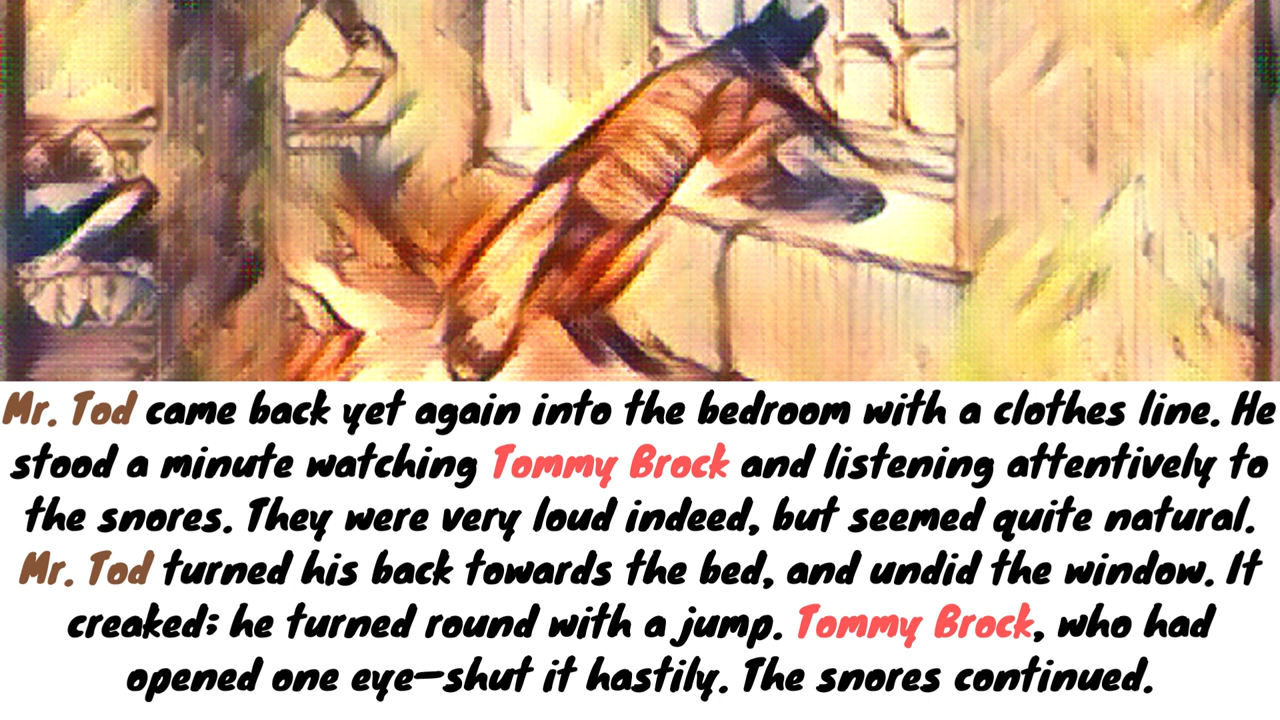 Mr. Tod came back yet again into the bedroom with a clothes line. He
stood a minute watching Tommy Brock and listening attentively to
the snores. They were very loud indeed, but seemed quite natural.
Mr. Tod turned his back towards the bed, and undid the window. It
creaked; he turned round with a jump. Tommy Brock, who had
opened one eye—shut it hastily. The snores continued.